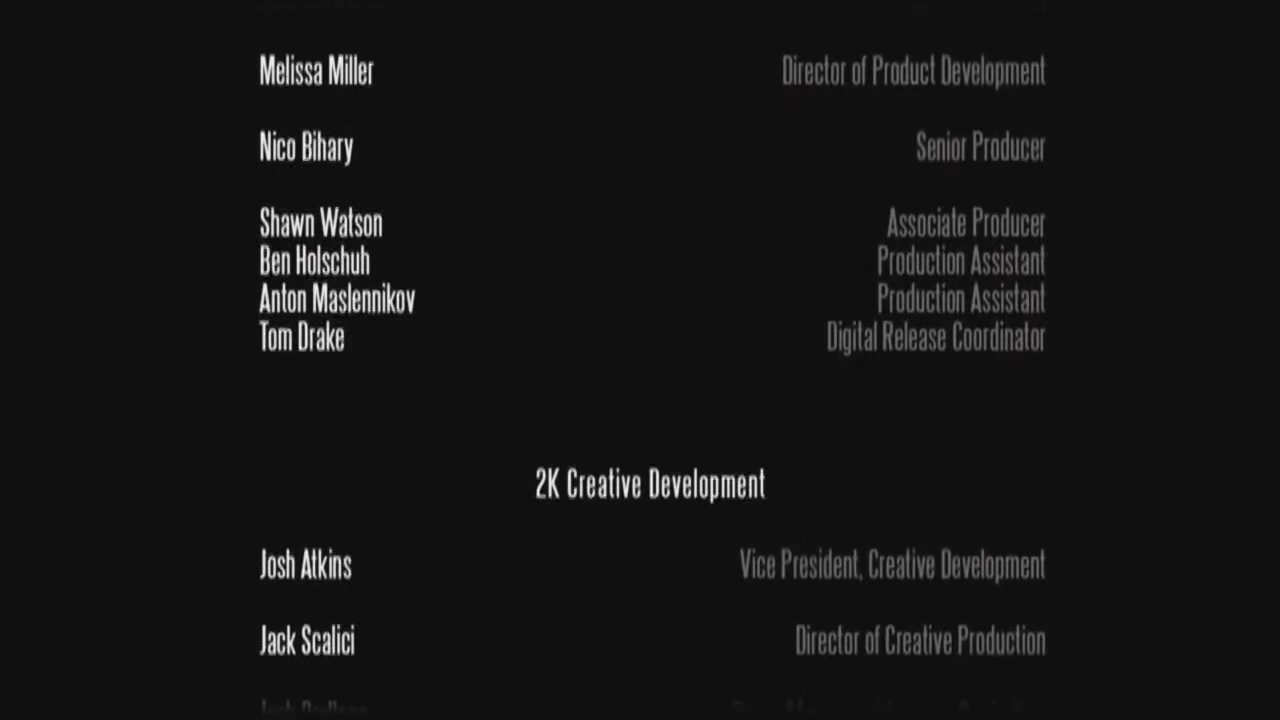 Melissa Miller Director of Product Development
Nico Bihary Senior Producer
Shawn Watson Associate Producer
Ben Holschuh Production Assistant
Anton Maslennikov Production Assistant
Tom Drake Digital Release Coordinator
2K Creative Development
Josh Atkins Vice President, Creative Development
Jack Scalici Director of Creative Production